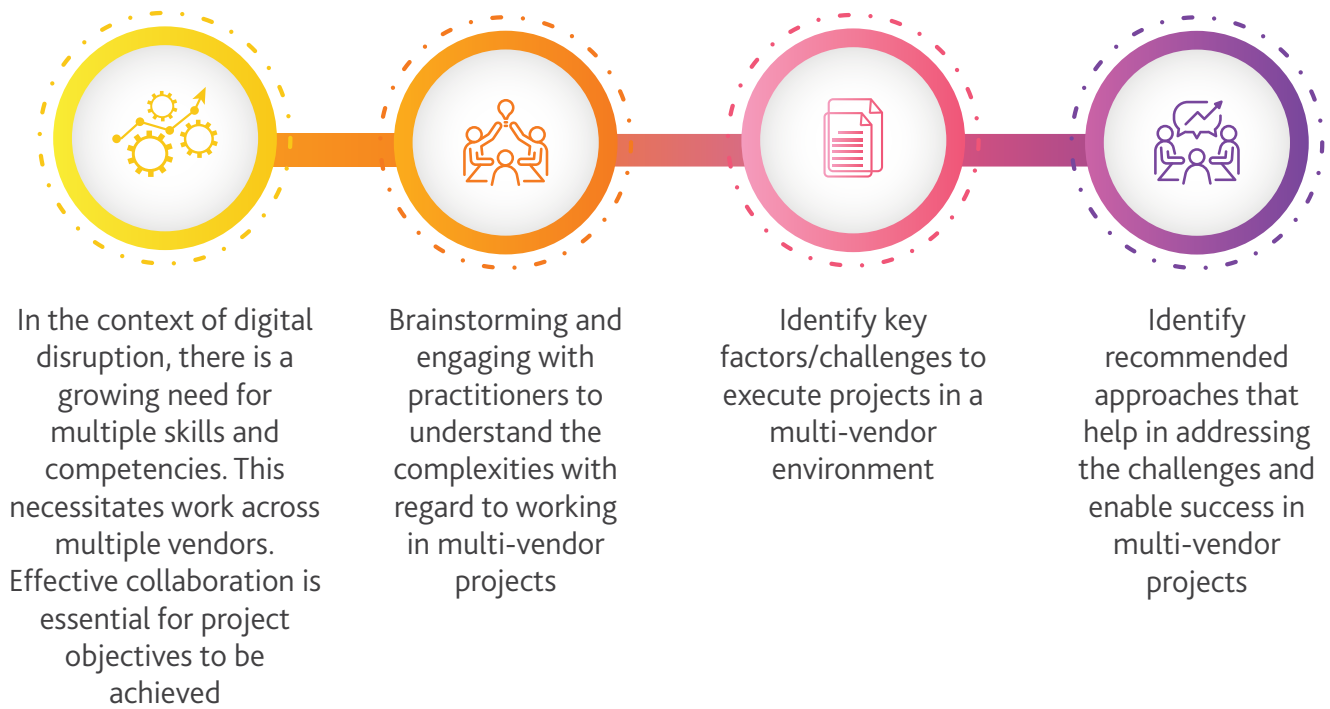 In the context of digital
disruption, there is a
growing need for
multiple skills and
competencies. This
necessitates work across
multiple vendors.
Effective collaboration is
essential for project
objectives to be
achieved
Brainstorming and
engaging with
practitioners to
understand the
complexities with
regard to working
in multi-vendor
projects
Identify key
factors/challenges to
execute projects in a
multi-vendor
environment
Identify
recommended
approaches that
help in addressing
the challenges and
enable success in
multi-vendor
projects